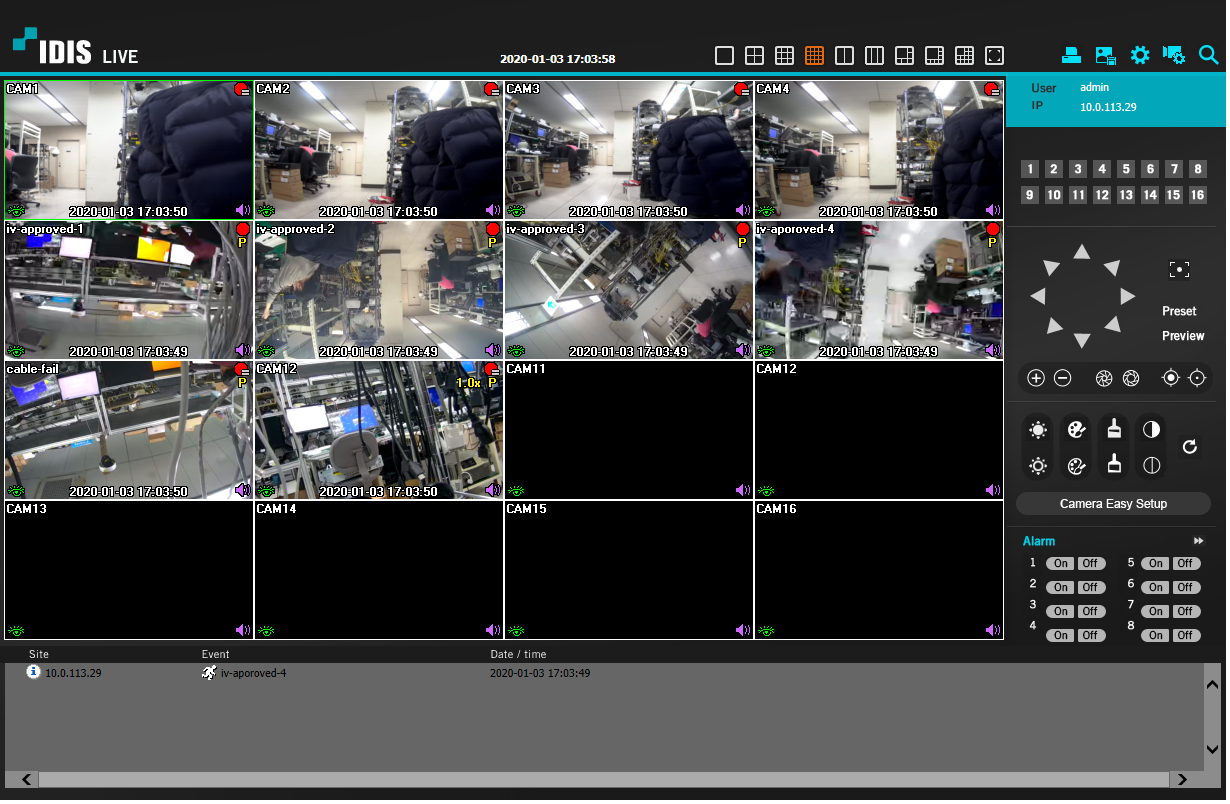 IDIS LIVE
2020-01-03 17:03:58
User admin
IP 10.0.113.29
CAM1
CAM2
CAM3
CAM4
2020-01-03 17:03:50
2020-01-03 17:03:50
2020-01-03 17:03:50
2020-01-03 17:03:50
iv-approved-1
P
iv-approved-2
P
iv-approved-3
P
iv-aporoved-4
P
2020-01-03 17:03:49
2020-01-03 17:03:49
2020-01-03 17:03:49
2020-01-03 17:03:49
cable-fail
P
CAM12
1.0x P
CAM11
CAM12
2020-01-03 17:03:50
2020-01-03 17:03:50
CAM13
CAM14
CAM15
CAM16
1 2 3 4 5 6 7 8
9 10 11 12 13 14 15 16
Preset
Preview
Camera Easy Setup
Alarm
1 On Off 5 On Off
2 On Off 6 On Off
3 On Off 7 On Off
4 On Off 8 On Off
Site Event Date / time
10.0.113.29 iv-aporoved-4 2020-01-03 17:03:49